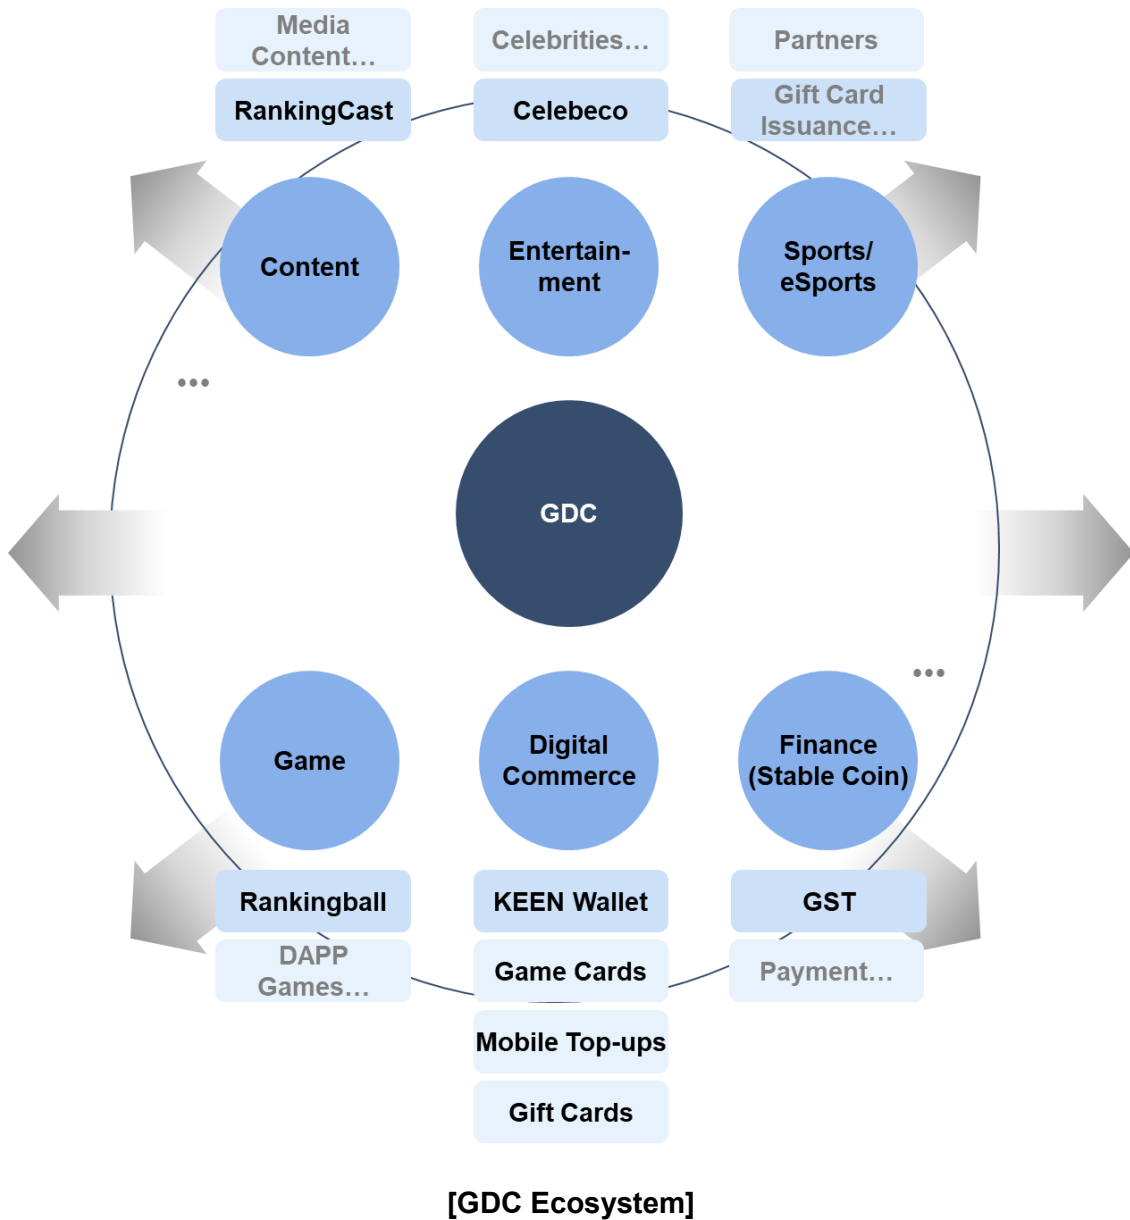 Media
Content…
Celebrities…
Partners
RankingCast
Celebeco
Gift Card
Issuance…
Content
Entertain-
ment
Sports/
eSports
•••
GDC
•••
Game
Digital
Commerce
Finance
(Stable Coin)
Rankingball
KEEN Wallet
GST
DAPP
Games…
Game Cards
Payment…
Mobile Top-ups
Gift Cards
[GDC Ecosystem]